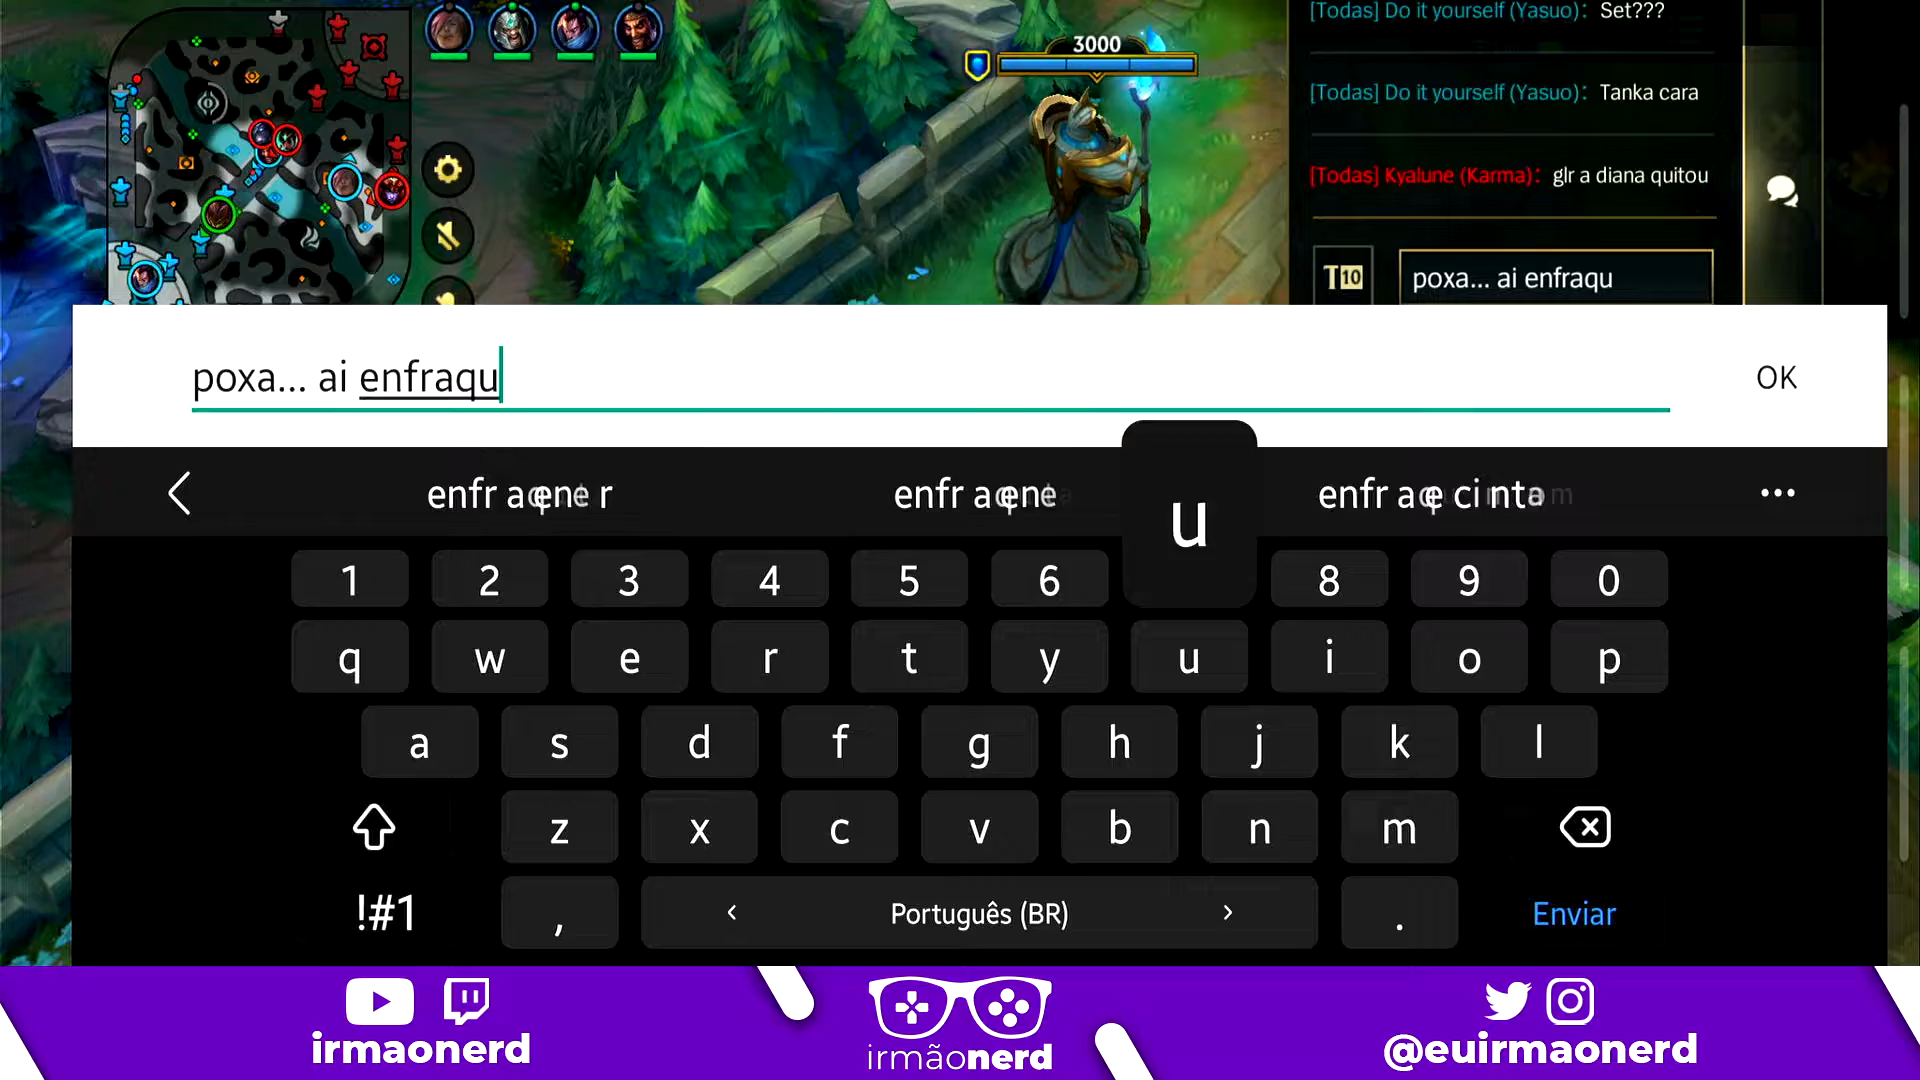 3000
[Todas] Do it yourself (Yasuo): Set???
[Todas] Do it yourself (Yasuo): Tanka cara
[Todas] Kyalune (Karma): glr a diana quitou
T10
poxa... ai enfraqu
poxa... ai enfraqu
OK
u
1 2 3 4 5 6 8 9 0
q w e r t y u i o p
a s d f g h j k l
z x c v b n m
!#1 , < Português (BR) > . Enviar
irmaonerd
irmãonerd
@euirmaonerd